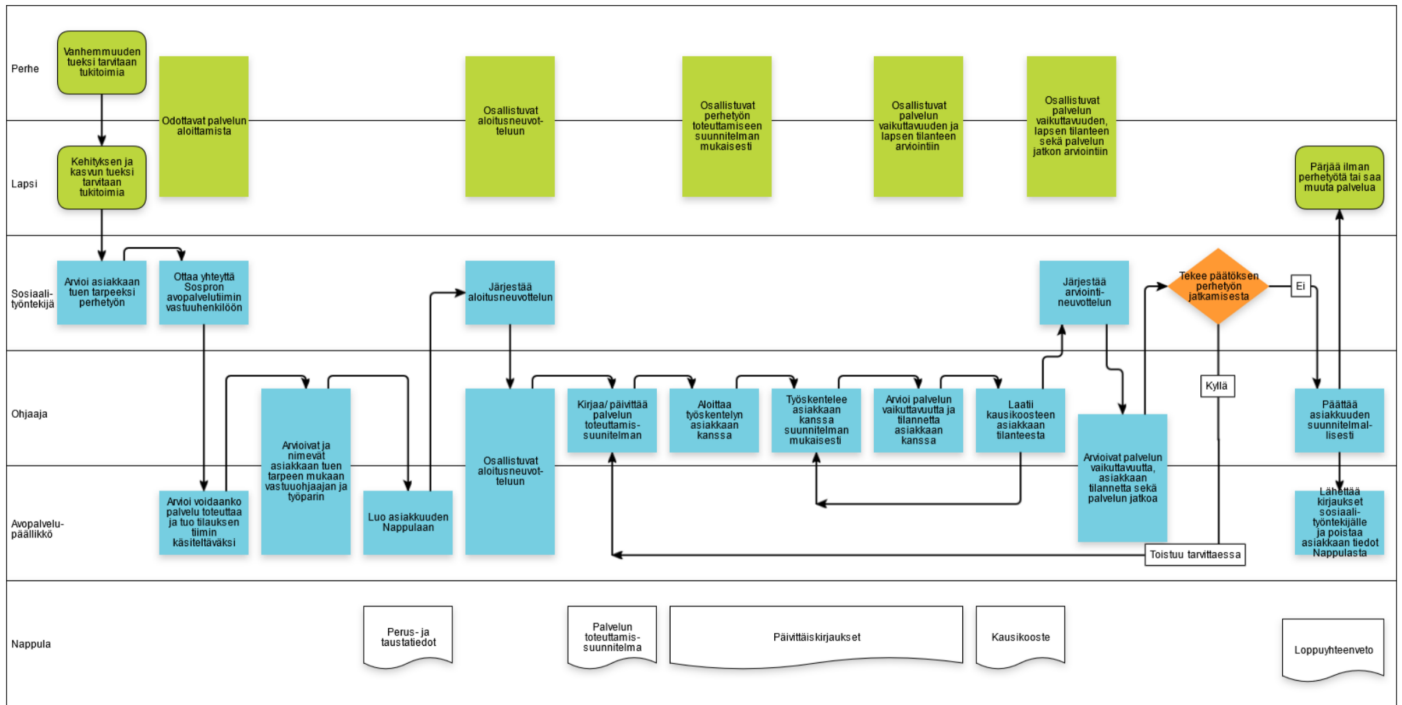 Perhe
Vanhemmuuden
tueksi tarvitaan
tukitoimia
Odottavat palvelun
aloittamista
Osallistuvat
aloitusneuvot-
teluun
Osallistuvat
perhetyön
toteuttamiseen
suunnitelman
mukaisesti
Osallistuvat
palvelun
vaikuttavuuden ja
lapsen tilanteen
arviointiin
Osallistuvat
palvelun
vaikuttavuuden,
lapsen tilanteen
sekä palvelun
jatkon arviointiin
Lapsi
Kehityksen ja
kasvun tueksi
tarvitaan
tukitoimia
Pärjää ilman
perhetyötä tai saa
muuta palvelua
Sosiaali-
työntekijä
Arvioi asiakkaan
tuen tarpeeksi
perhetyön
Ottaa yhteyttä
Sospron
avopalvelutiimin
vastuuhenkilöön
Järjestää
aloitusneuvottelun
Järjestää
arviointi-
neuvottelun
Tekee päätöksen
perhetyön
jatkamisesta
Ei
Kyllä
Ohjaaja
Arvioivat ja
nimevät
asiakkaan tuen
tarpeen mukaan
vastuuohjaajan ja
työparin
Osallistuvat
aloitusneuvot-
teluun
Kirjaa/ päivittää
palvelun
toteuttamis-
suunitelman
Aloittaa
työskentelyn
asiakkaan
kanssa
Työskentelee
asiakkaan
kanssa
suunnitelman
mukaisesti
Arvioi palvelun
vaikuttavuutta ja
tilannetta
asiakkaan
kanssa
Laatii
kausikoosteen
asiakkaan
tilanteesta
Arvioivat palvelun
vaikuttavuutta,
asiakkaan
tilannetta sekä
palvelun jatkoa
Päättää
asiakkuuden
suunnitelmal-
lisesti
Avopalvelu-
päällikkö
Arvioi voidaanko
palvelu toteuttaa
ja tuo tilauksen
tiimin
käsiteltäväksi
Luo asiakkuuden
Nappulaan
Toistuu tarvittaessa
Lähettää
kirjaukset
sosiaali-
työntekijälle
ja poistaa
asiakkaan tiedot
Nappulasta
Nappula
Perus- ja
taustatiedot
Palvelun
toteuttamis-
suunnitelma
Päivittäiskirjaukset
Kausikooste
Loppuyhteenveto